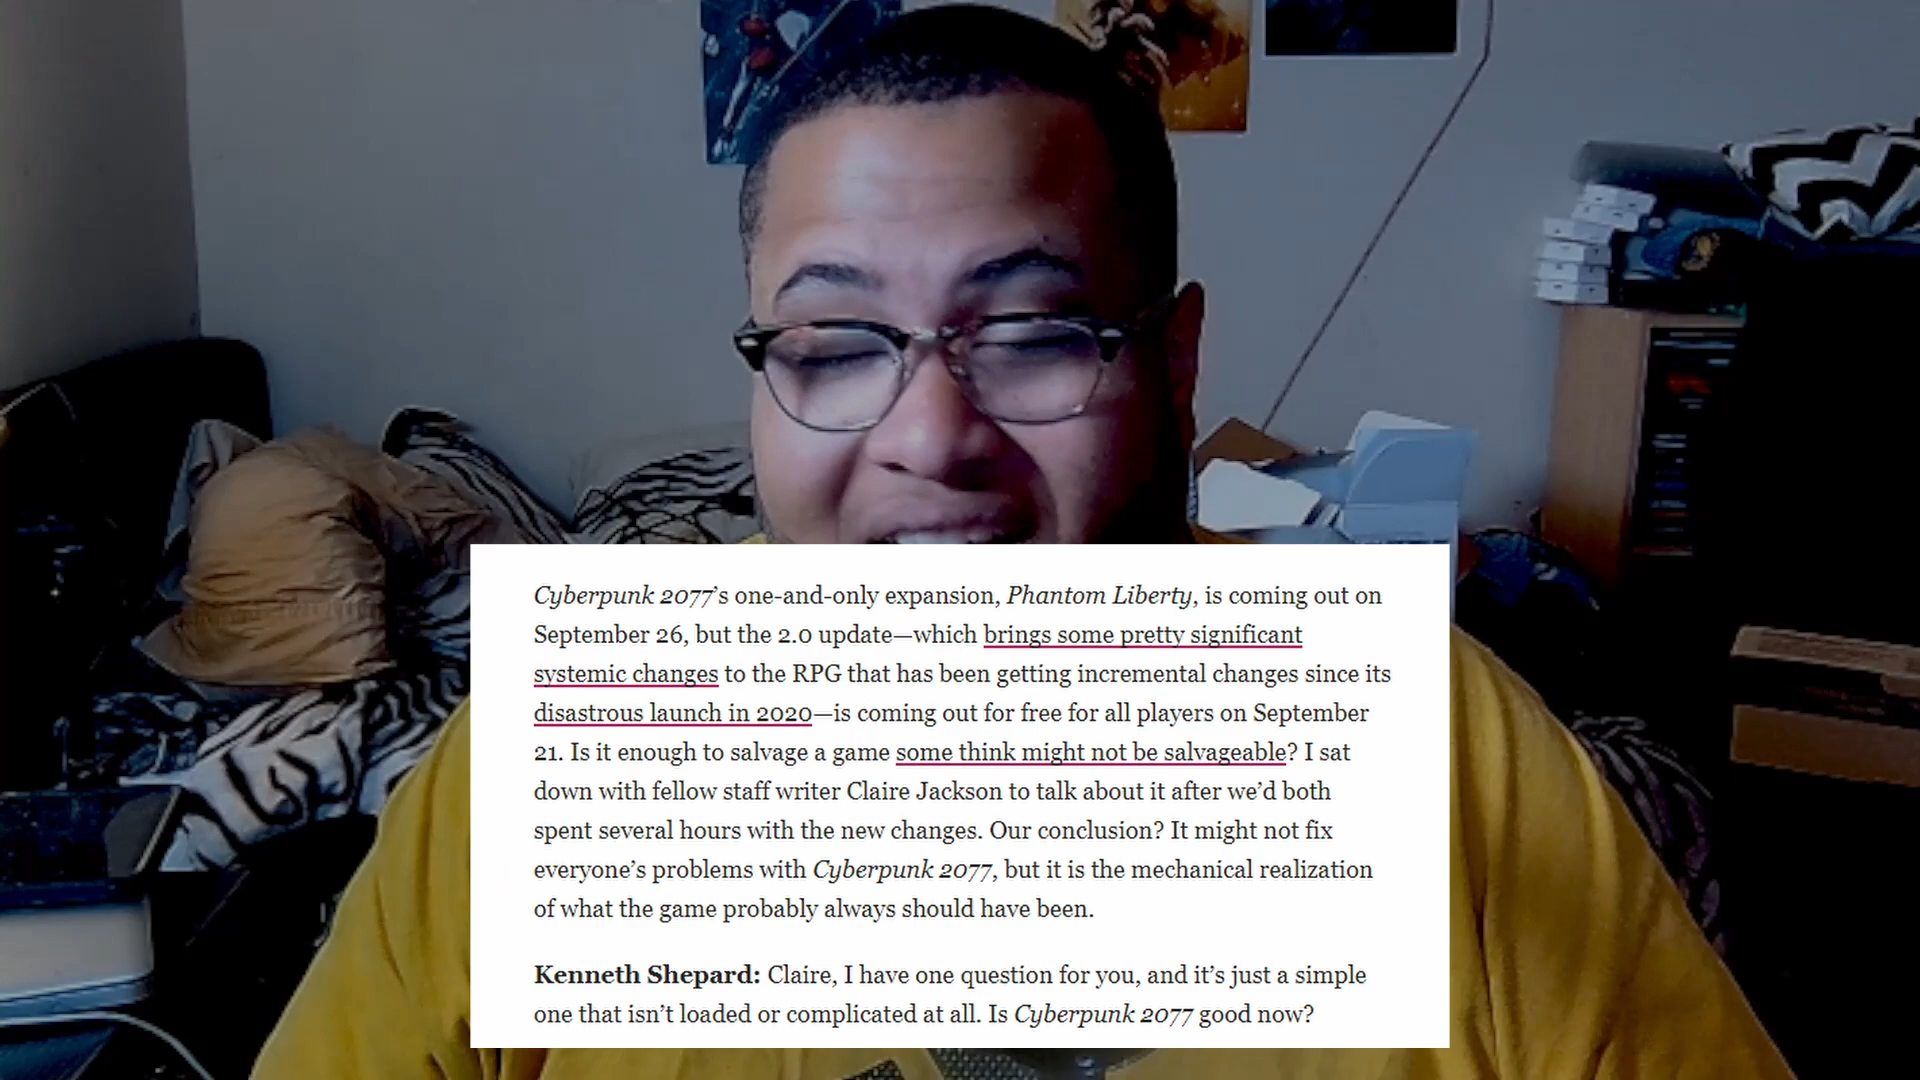 Cyberpunk 2077’s one-and-only expansion, Phantom Liberty, is coming out on
September 26, but the 2.0 update—which brings some pretty significant
systemic changes to the RPG that has been getting incremental changes since its
disastrous launch in 2020—is coming out for free for all players on September
21. Is it enough to salvage a game some think might not be salvageable? I sat
down with fellow staff writer Claire Jackson to talk about it after we’d both
spent several hours with the new changes. Our conclusion? It might not fix
everyone’s problems with Cyberpunk 2077, but it is the mechanical realization
of what the game probably always should have been.
Kenneth Shepard: Claire, I have one question for you, and it’s just a simple
one that isn’t loaded or complicated at all. Is Cyberpunk 2077 good now?